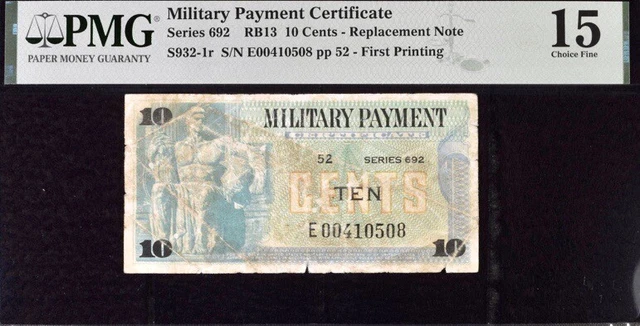 PMG
PAPER MONEY GUARANTY
Military Payment Certificate
Series 692 RB13 10 Cents - Replacement Note
S932-1r S/N E00410508 pp 52 - First Printing
15
Choice Fine
10
MILITARY PAYMENT
CERTIFICATE
52 SERIES 692
CENTS
TEN
E00410508
10
10